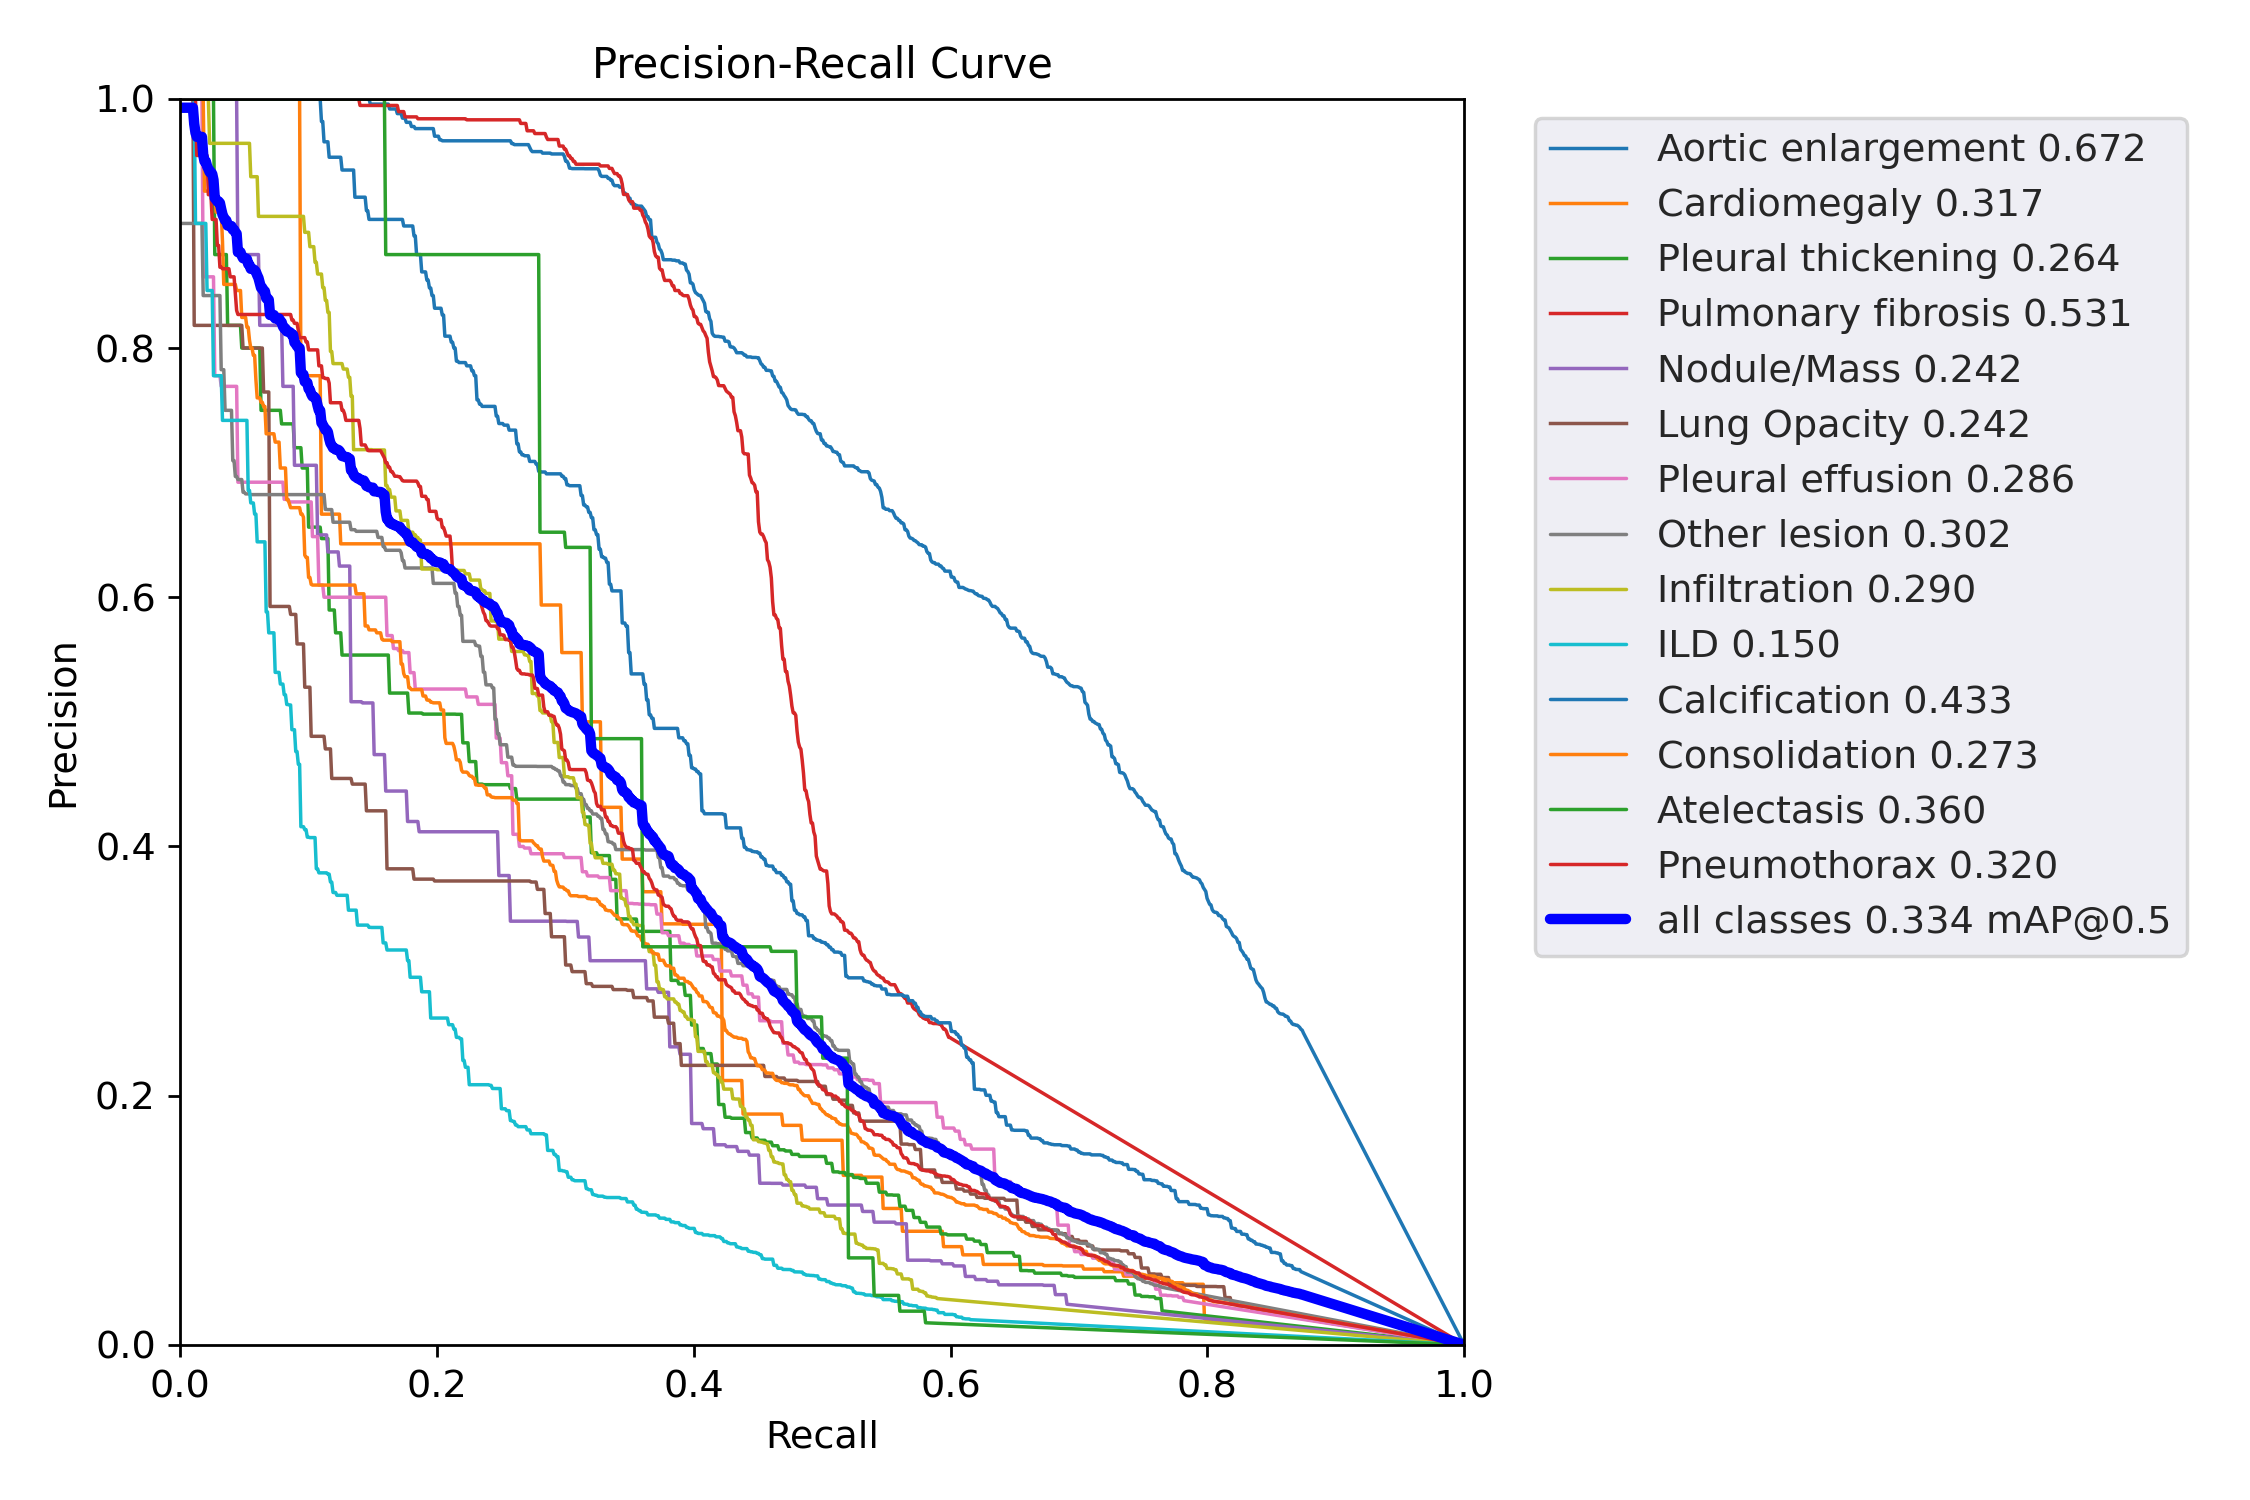 Precision-Recall Curve
1.0
0.8
0.6
0.4
0.2
0.0
Precision
0.0 0.2 0.4 0.6 0.8 1.0
Recall
Aortic enlargement 0.672
Cardiomegaly 0.317
Pleural thickening 0.264
Pulmonary fibrosis 0.531
Nodule/Mass 0.242
Lung Opacity 0.242
Pleural effusion 0.286
Other lesion 0.302
Infiltration 0.290
ILD 0.150
Calcification 0.433
Consolidation 0.273
Atelectasis 0.360
Pneumothorax 0.320
all classes 0.334 mAP@0.5